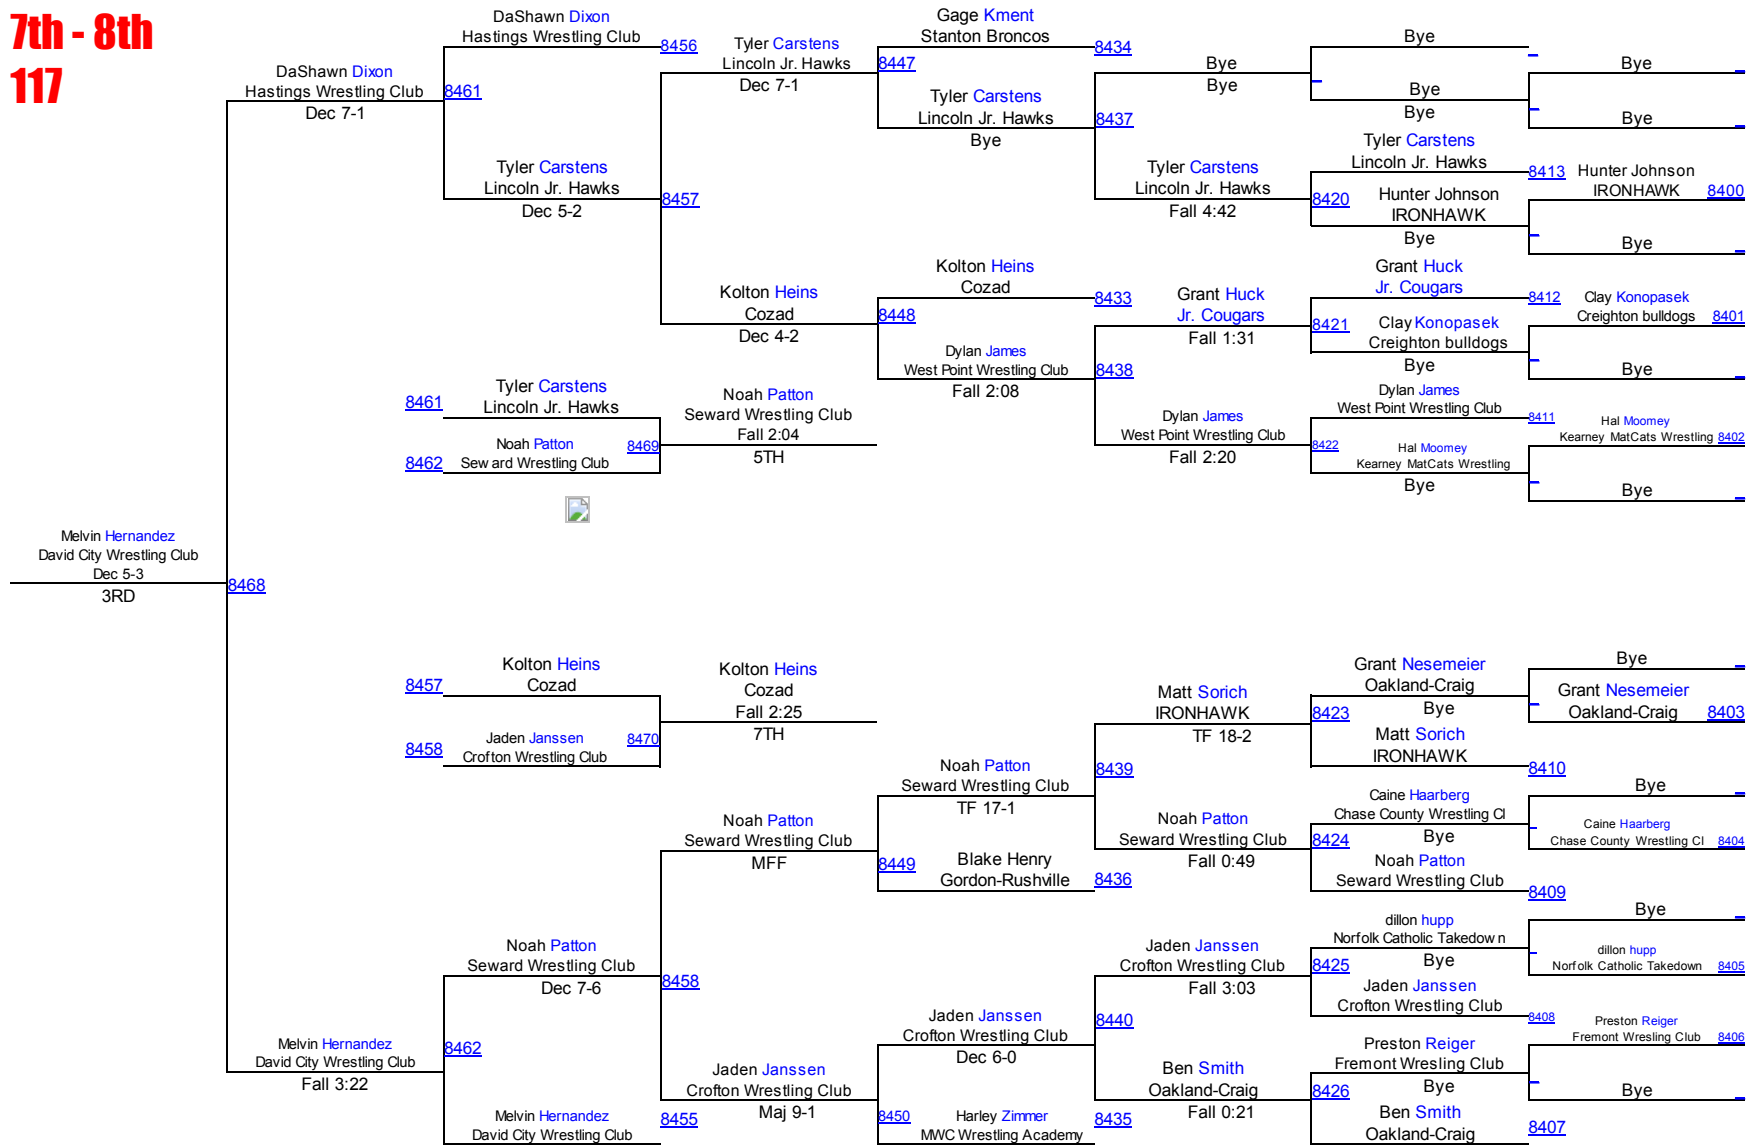 7th - 8th
117
DaShawn Dixon
Hastings Wrestling Club
8456
DaShawn Dixon
Hastings Wrestling Club
8461
Dec 7-1
Tyler Carstens
Lincoln Jr. Hawks
Dec 5-2
8457
Tyler Carstens
Lincoln Jr. Hawks
Dec 7-1
8447
Gage Kment
Stanton Broncos
8434
Tyler Carstens
Lincoln Jr. Hawks
8437
Bye
Bye
Bye
Bye
Bye
Bye
Bye
Bye
Tyler Carstens
Lincoln Jr. Hawks
Fall 4:42
8420
Tyler Carstens
Lincoln Jr. Hawks
8413
Hunter Johnson
IRONHAWK
Bye
Hunter Johnson
IRONHAWK
8400
Bye
Kolton Heins
Cozad
Dec 4-2
8448
Kolton Heins
Cozad
8433
Dylan James
West Point Wrestling Club
8438
Fall 2:08
Grant Huck
Jr. Cougars
8421
Fall 1:31
Grant Huck
Jr. Cougars
8412
Clay Konopasek
Creighton bulldogs
Bye
Clay Konopasek
Creighton bulldogs
8401
Bye
Dylan James
West Point Wrestling Club
8422
Fall 2:20
Dylan James
West Point Wrestling Club
8411
Hal Moomey
Kearney MatCats Wrestling
Bye
Hal Moomey
Kearney MatCats Wrestling
8402
Bye
8461
Tyler Carstens
Lincoln Jr. Hawks
8462
Noah Patton
Seward Wrestling Club
8469
Noah Patton
Seward Wrestling Club
Fall 2:04
5TH
Melvin Hernandez
David City Wrestling Club
Dec 5-3
3RD
8468
8457
Kolton Heins
Cozad
8458
Jaden Janssen
Crofton Wrestling Club
8470
Kolton Heins
Cozad
Fall 2:25
7TH
Matt Sorich
IRONHAWK
TF 18-2
8423
Grant Nesemeier
Oakland-Craig
Bye
Matt Sorich
IRONHAWK
8410
Bye
Grant Nesemeier
Oakland-Craig
8403
Noah Patton
Seward Wrestling Club
TF 17-1
8439
Noah Patton
Seward Wrestling Club
Fall 0:49
8424
Caine Haarberg
Chase County Wrestling Cl
Bye
Noah Patton
Seward Wrestling Club
8409
Bye
Caine Haarberg
Chase County Wrestling Cl
8404
Noah Patton
Seward Wrestling Club
MFF
8449
Blake Henry
Gordon-Rushville
8436
Noah Patton
Seward Wrestling Club
Dec 7-6
8458
Jaden Janssen
Crofton Wrestling Club
Fall 3:03
8425
dillon hupp
Norfolk Catholic Takedown
Bye
Jaden Janssen
Crofton Wrestling Club
8408
Bye
dillon hupp
Norfolk Catholic Takedown
8405
Jaden Janssen
Crofton Wrestling Club
Dec 6-0
8440
Melvin Hernandez
David City Wrestling Club
Fall 3:22
8462
Melvin Hernandez
David City Wrestling Club
8455
Jaden Janssen
Crofton Wrestling Club
Maj 9-1
8450
Harley Zimmer
MWC Wrestling Academy
8435
Ben Smith
Oakland-Craig
Fall 0:21
8426
Preston Reiger
Fremont Wresling Club
Bye
Ben Smith
Oakland-Craig
8407
Preston Reiger
Fremont Wresling Club
8406
Bye